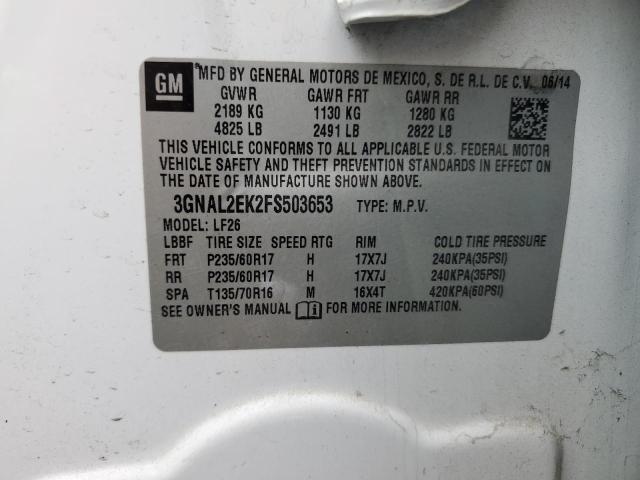 GM MFD BY GENERAL MOTORS DE MEXICO, S. DE R.L. DE C.V. 06/14
GVWR GAWR FRT GAWR RR
2189 KG 1130 KG 1280 KG
4825 LB 2491 LB 2822 LB
THIS VEHICLE CONFORMS TO ALL APPLICABLE U.S. FEDERAL MOTOR
VEHICLE SAFETY AND THEFT PREVENTION STANDARDS IN EFFECT ON
THE DATE OF MANUFACTURE SHOWN ABOVE.
3GNAL2EK2FS503653 TYPE: M.P.V.
MODEL: LF26
LBBF TIRE SIZE SPEED RTG RIM COLD TIRE PRESSURE
FRT P235/60R17 H 17X7J 240KPA(35PSI)
RR P235/60R17 H 17X7J 240KPA(35PSI)
SPA T135/70R16 M 16X4T 420KPA(60PSI)
SEE OWNER'S MANUAL i FOR MORE INFORMATION.